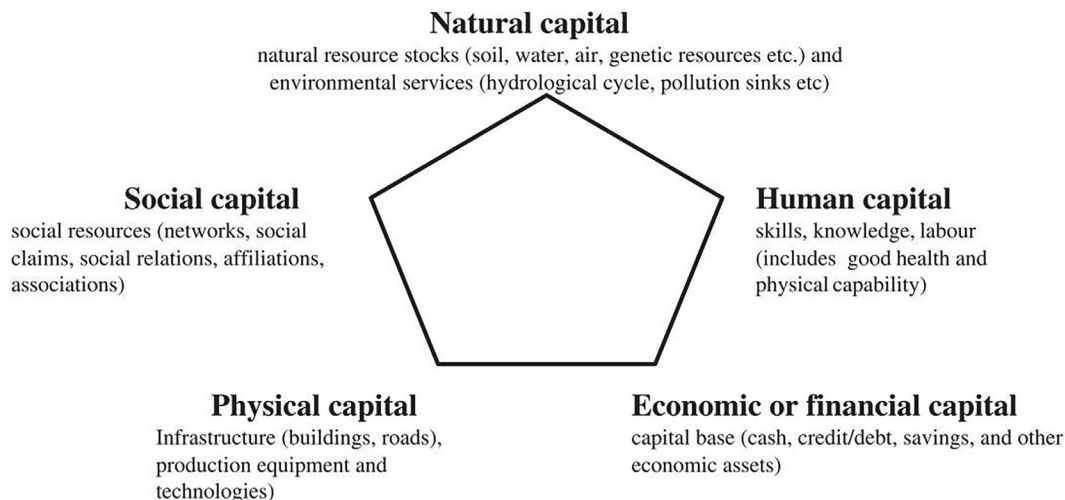 Natural capital
natural resource stocks (soil, water, air, genetic resources etc.) and
environmental services (hydrological cycle, pollution sinks etc)
Social capital
social resources (networks, social
claims, social relations, affiliations,
associations)
Human capital
skills, knowledge, labour
(includes good health and
physical capability)
Physical capital
Infrastructure (buildings, roads),
production equipment and
technologies)
Economic or financial capital
capital base (cash, credit/debt, savings, and other
economic assets)